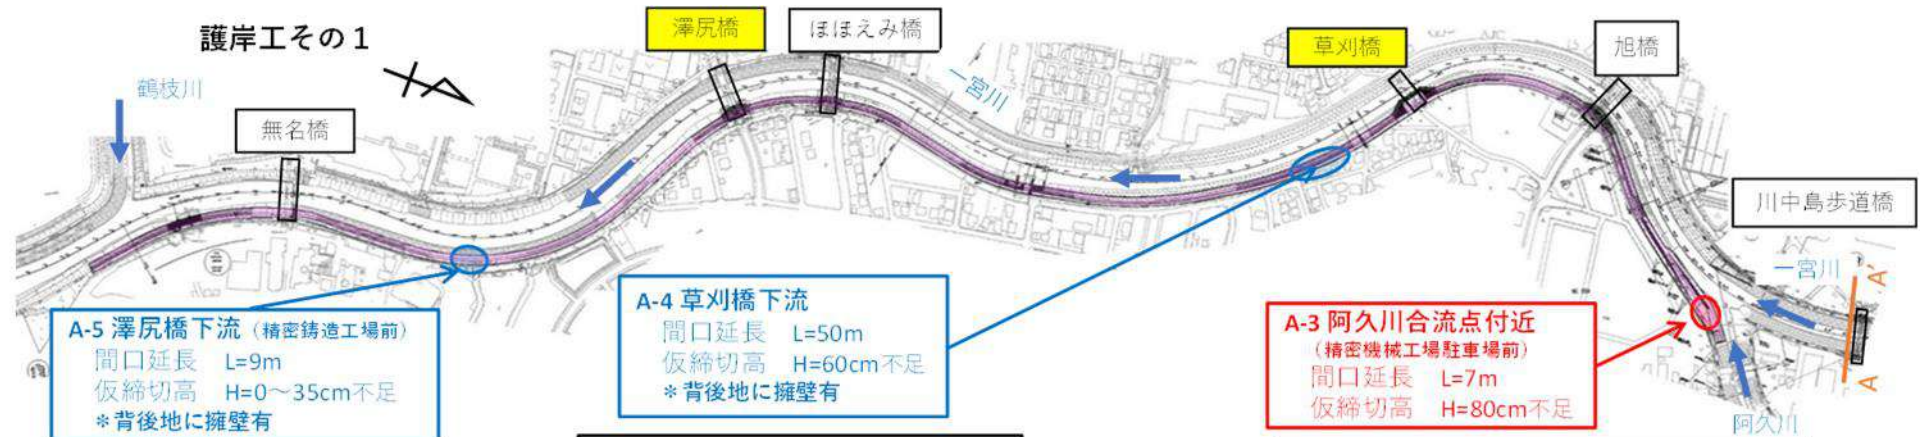 護岸工その1
鶴枝川
無名橋
澤尻橋
ほほえみ橋
一宮川
草刈橋
旭橋
川中島歩道橋
一宮川
A'
A
阿久川
A-5 澤尻橋下流（精密鋳造工場前）
間口延長 L=9m
仮締切高 H=0～35cm不足
＊背後地に擁壁有
A-4 草刈橋下流
間口延長 L=50m
仮締切高 H=60cm不足
＊背後地に擁壁有
A-3 阿久川合流点付近
（精密機械工場駐車場前）
間口延長 L=7m
仮締切高 H=80cm不足